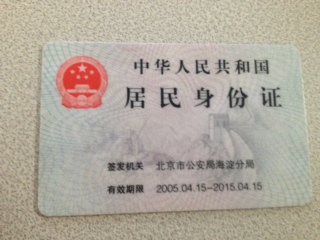 中华人民共和国
居民身份证
签发机关 北京市公安局海淀分局
有效期限 2005.04.15-2015.04.15